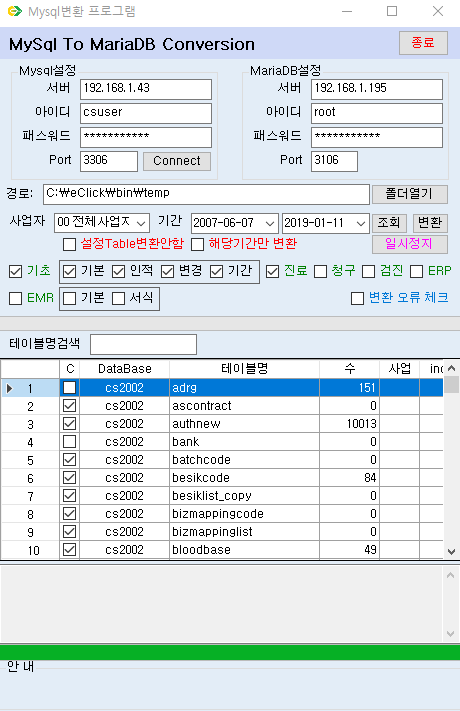 Mysql변환 프로그램
MySql To MariaDB Conversion 종료
Mysql설정 MariaDB설정
서버 192.168.1.43 서버 192.168.1.195
아이디 csuser 아이디 root
패스워드 *********** 패스워드 ***********
Port 3306 Connect Port 3106
경로: C:₩eClick₩bin₩temp 폴더열기
사업자 00 전체사업자 기간 2007-06-07 2019-01-11 조회 변환
설정Table변환안함 해당기간만 변환 일시정지
기초 기본 인적 변경 기간 진료 청구 검진 ERP
EMR 기본 서식 변환 오류 체크
테이블명검색
C DataBase 테이블명 수 사업 inc
1 cs2002 adrg 151
2 cs2002 ascontract 0
3 cs2002 authnew 10013
4 cs2002 bank 0
5 cs2002 batchcode 0
6 cs2002 besikcode 84
7 cs2002 besiklist_copy 0
8 cs2002 bizmappingcode 0
9 cs2002 bizmappinglist 0
10 cs2002 bloodbase 49
안 내